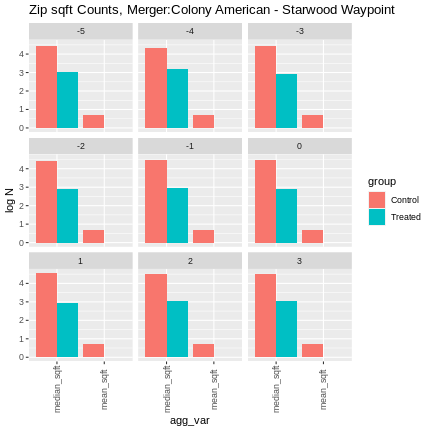 Zip sqft Counts, Merger:Colony American - Starwood Waypoint
-5
-4
-3
4
3
2
1
0
-2
-1
0
4
3
2
1
0
1
2
3
4
3
2
1
0
log N
median_sqft
mean_sqft
median_sqft
mean_sqft
median_sqft
mean_sqft
agg_var
group
Control
Treated